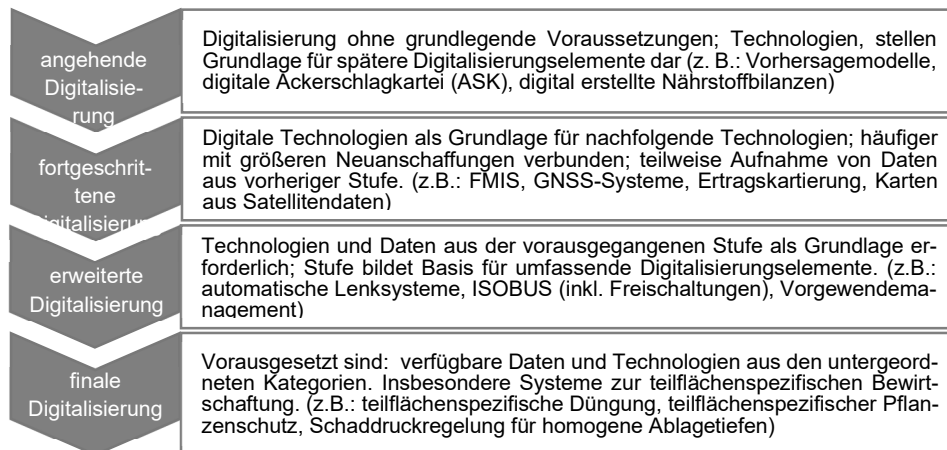 angehende
Digitalisie-
rung
Digitalisierung ohne grundlegende Voraussetzungen; Technologien, stellen
Grundlage für spätere Digitalisierungselemente dar (z. B.: Vorhersagemodelle,
digitale Ackerschlagkartei (ASK), digital erstellte Nährstoffbilanzen)
fortgeschrit-
tene
Digitalisierung
Digitale Technologien als Grundlage für nachfolgende Technologien; häufiger
mit größeren Neuanschaffungen verbunden; teilweise Aufnahme von Daten
aus vorheriger Stufe. (z.B.: FMIS, GNSS-Systeme, Ertragskartierung, Karten
aus Satellitendaten)
erweiterte
Digitalisierung
Technologien und Daten aus der vorausgegangenen Stufe als Grundlage er-
forderlich; Stufe bildet Basis für umfassende Digitalisierungselemente. (z.B.:
automatische Lenksysteme, ISOBUS (inkl. Freischaltungen), Vorgewendema-
nagement)
finale
Digitalisierung
Vorausgesetzt sind: verfügbare Daten und Technologien aus den untergeord-
neten Kategorien. Insbesondere Systeme zur teilflächenspezifischen Bewirt-
schaftung. (z.B.: teilflächenspezifische Düngung, teilflächenspezifischer Pflan-
zenschutz, Schaddruckregelung für homogene Ablagetiefen)